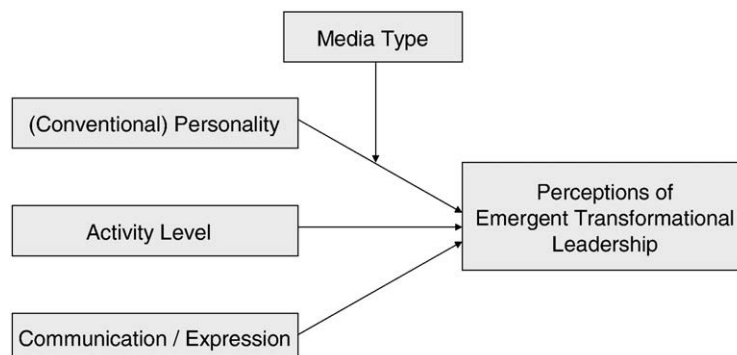 Media Type
(Conventional) Personality
Perceptions of
Emergent Transformational
Leadership
Activity Level
Communication / Expression